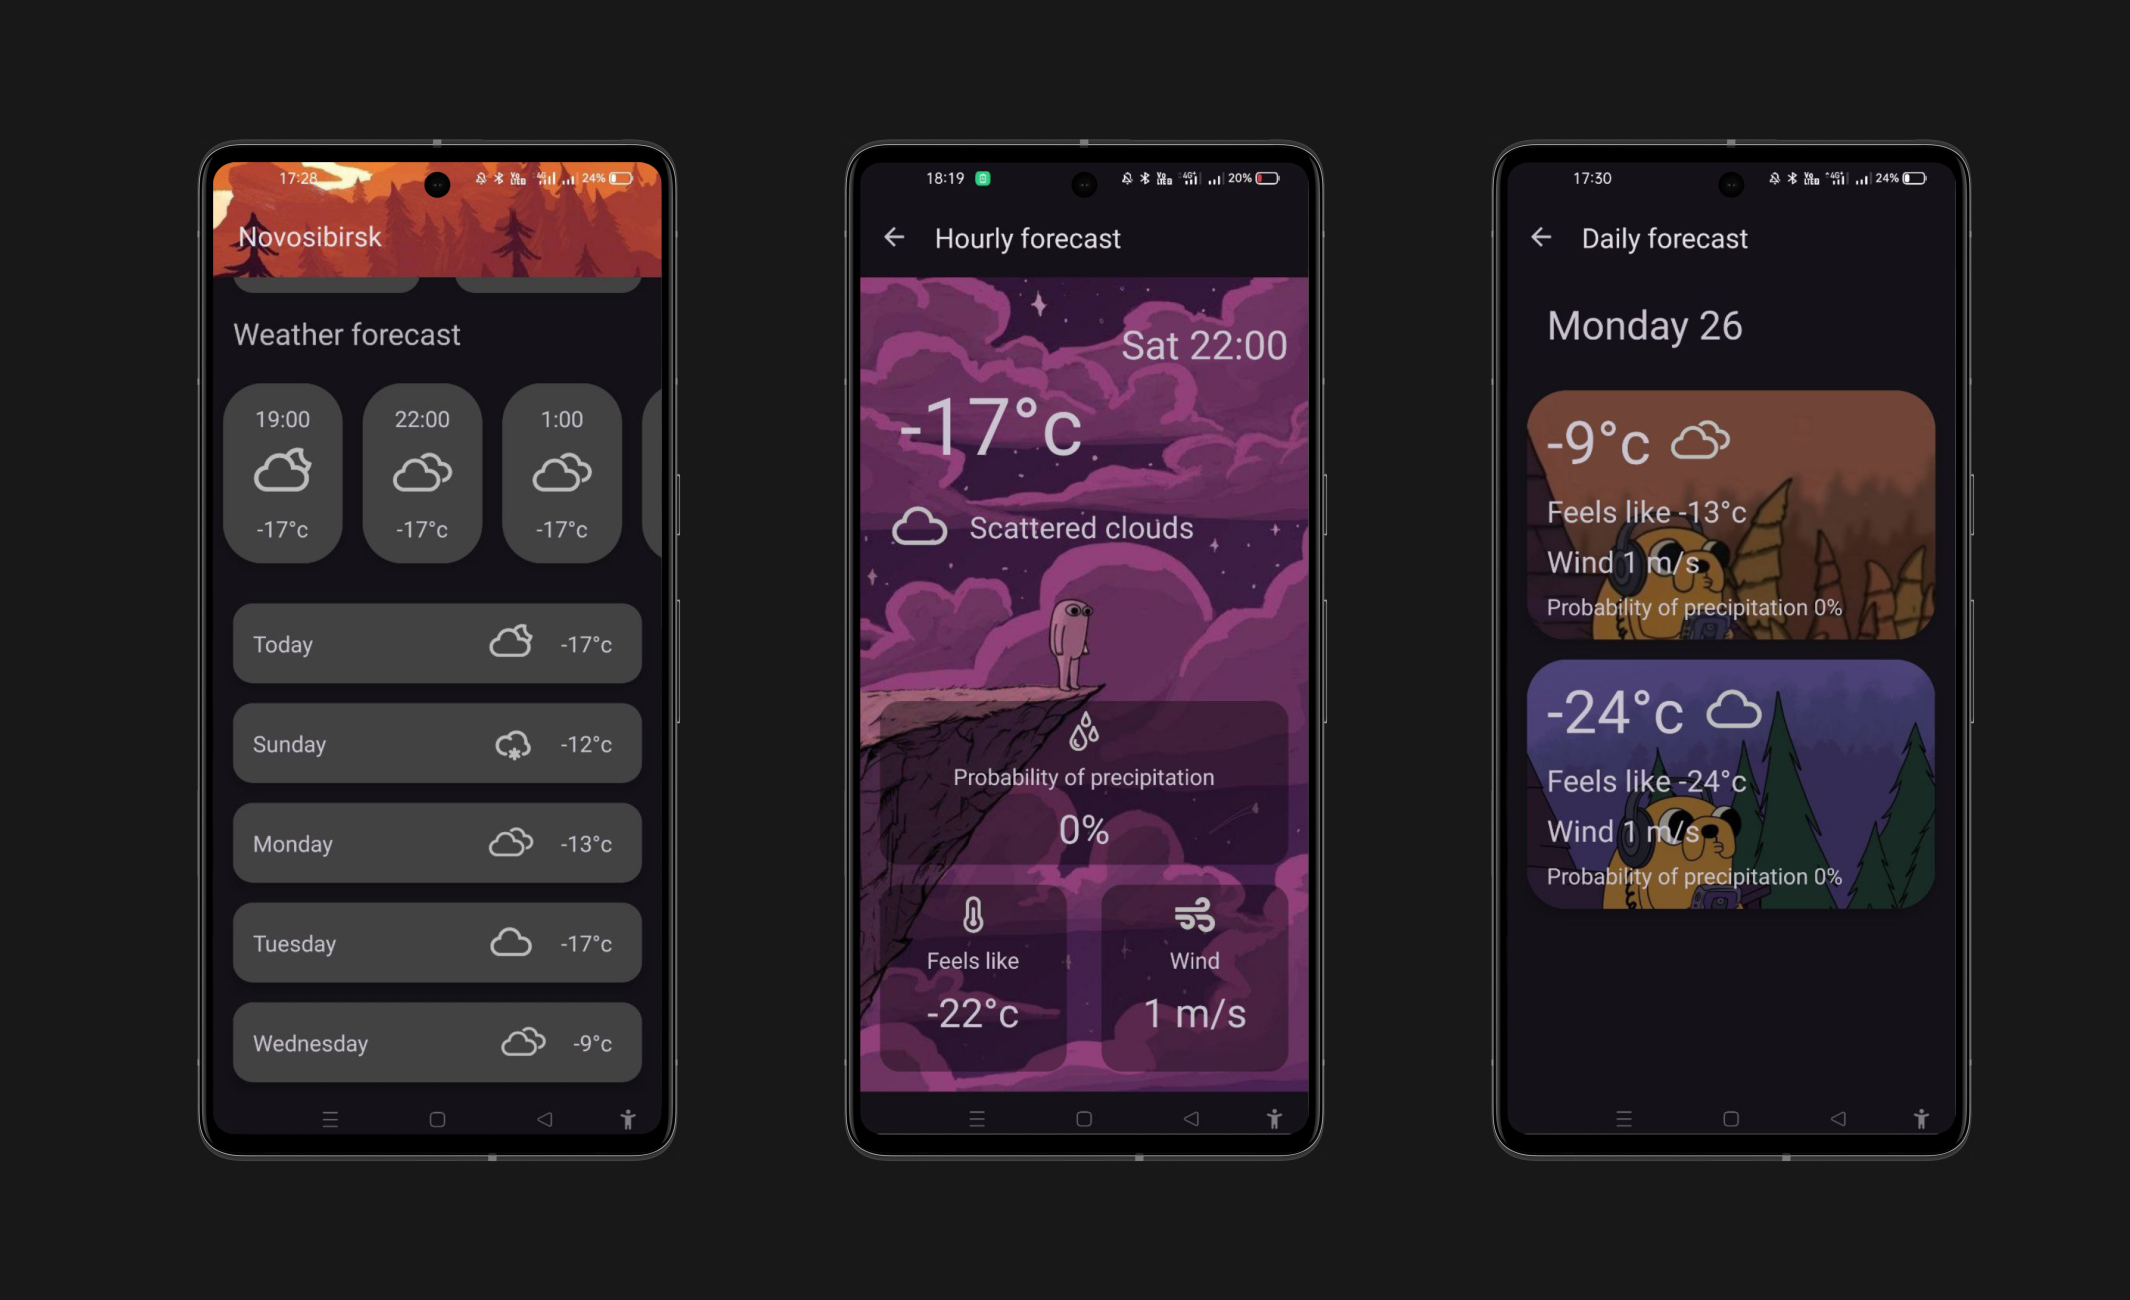 17:28
24%
Novosibirsk
Weather forecast
19:00
-17°c
22:00
-17°c
1:00
-17°c
Today -17°c
Sunday -12°c
Monday -13°c
Tuesday -17°c
Wednesday -9°c
18:19
4G+ 20%
Hourly forecast
Sat 22:00
-17°c
Scattered clouds
Probability of precipitation
0%
Feels like
-22°c
Wind
1 m/s
17:30
4G+ 24%
Daily forecast
Monday 26
-9°c
Feels like -13°c
Wind 1 m/s
Probability of precipitation 0%
-24°c
Feels like -24°c
Wind 1 m/s
Probability of precipitation 0%